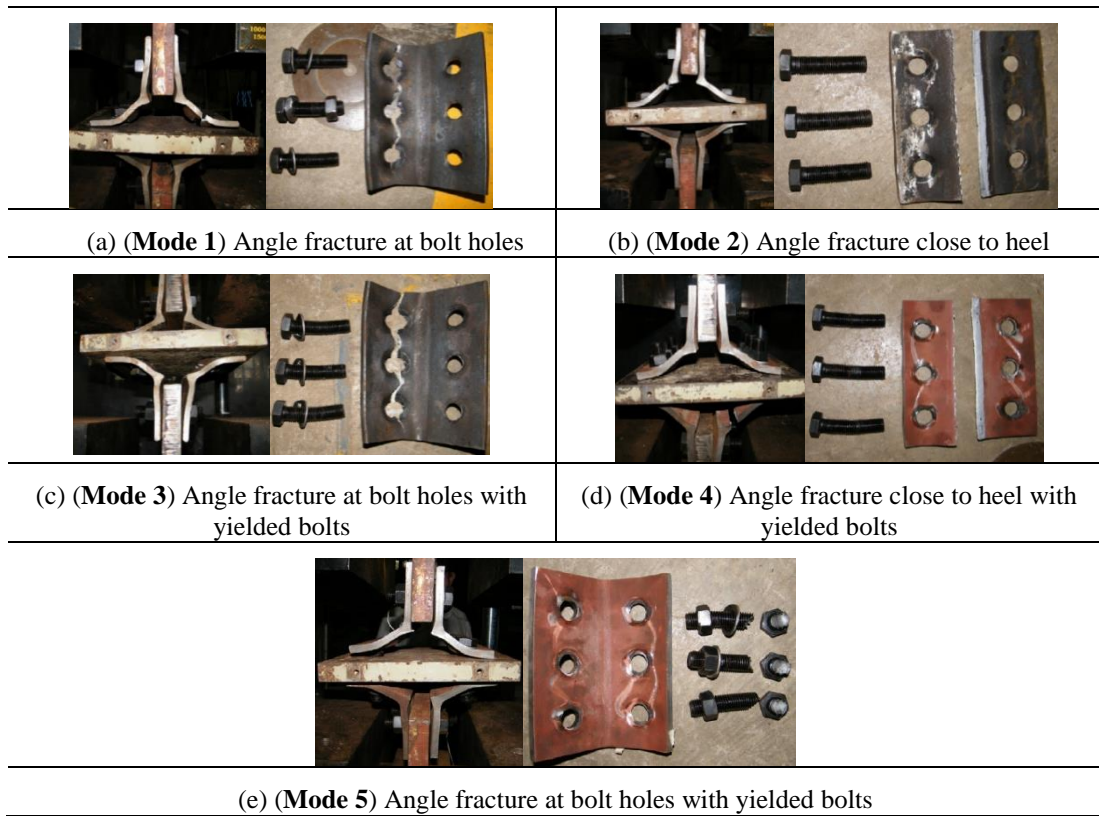 (a) (Mode 1) Angle fracture at bolt holes
(b) (Mode 2) Angle fracture close to heel
(c) (Mode 3) Angle fracture at bolt holes with
yielded bolts
(d) (Mode 4) Angle fracture close to heel with
yielded bolts
(e) (Mode 5) Angle fracture at bolt holes with yielded bolts